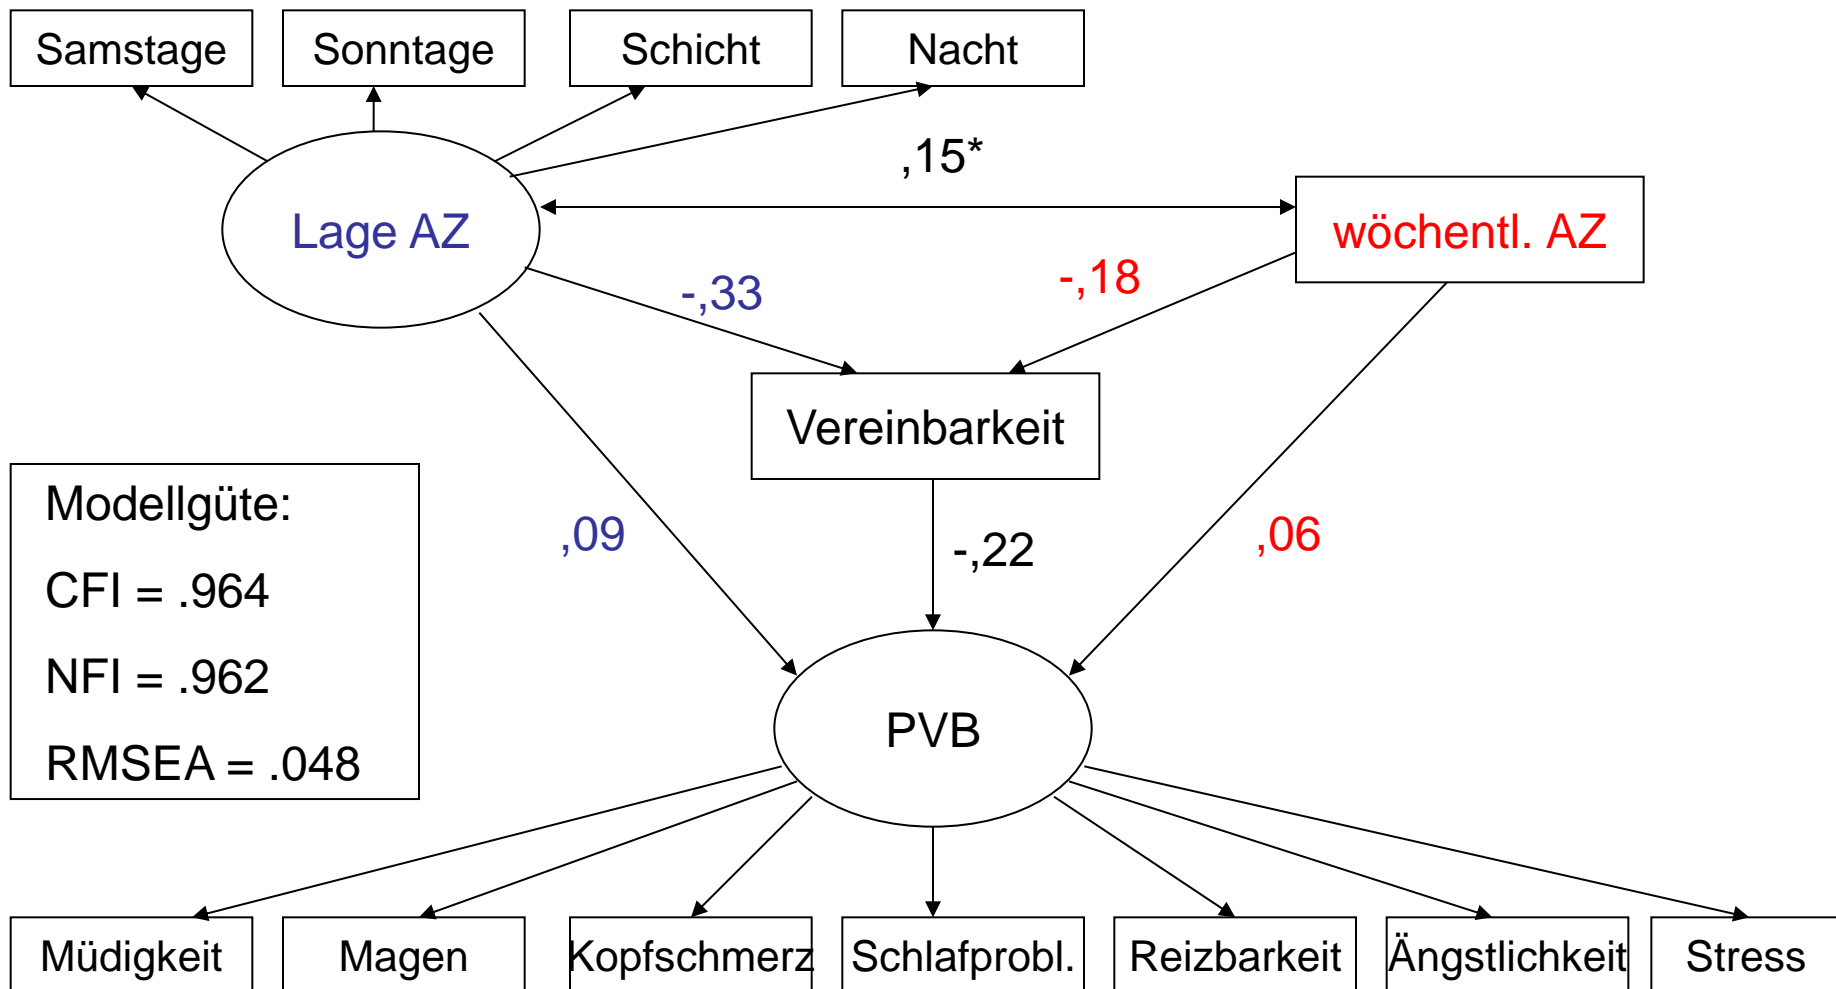 Samstage
Sonntage
Schicht
Nacht
,15*
Lage AZ
wöchentl. AZ
-,33
-,18
Vereinbarkeit
Modellgüte:
CFI = .964
NFI = .962
RMSEA = .048
,09
-,22
,06
PVB
Müdigkeit
Magen
Kopfschmerz
Schlafprobl.
Reizbarkeit
Ängstlichkeit
Stress